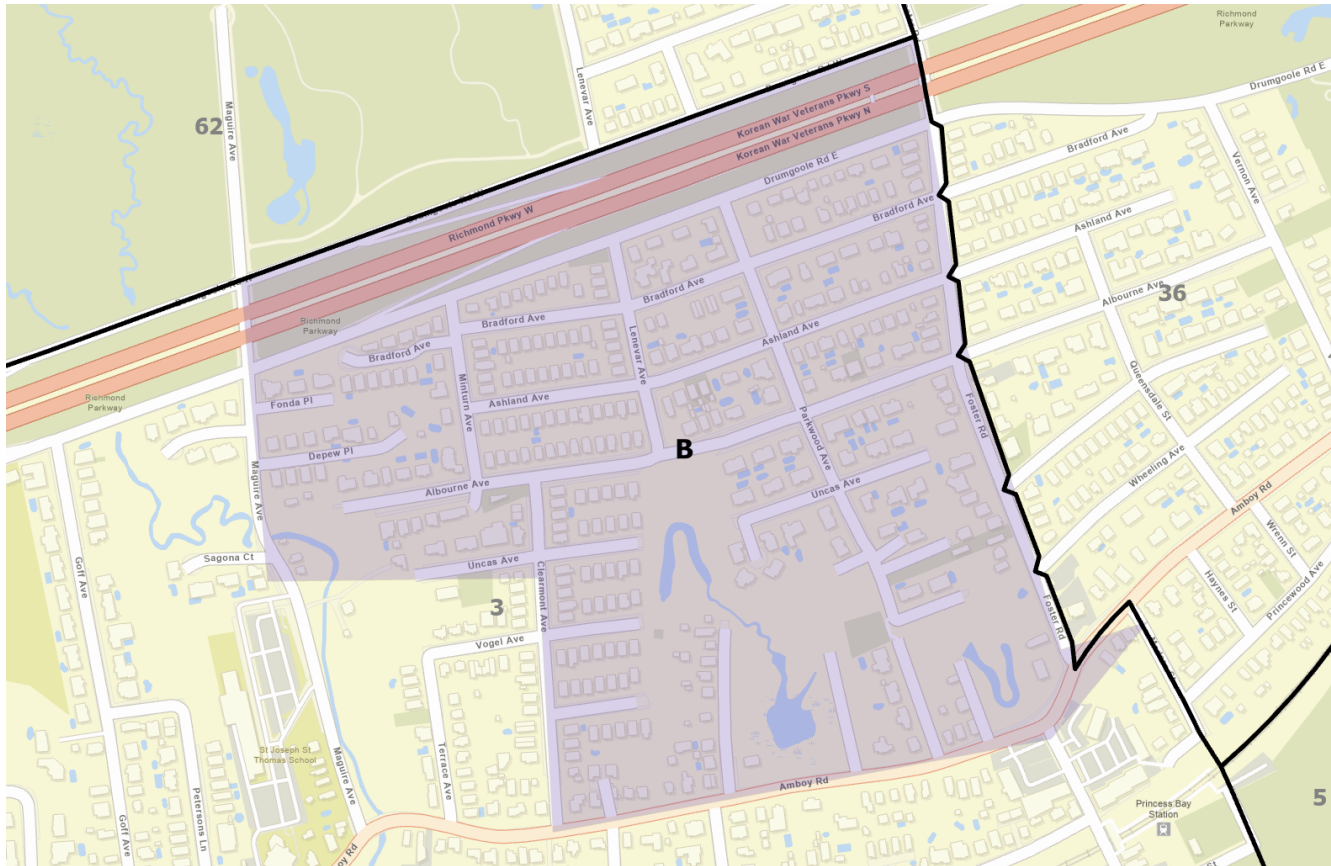 Richmond
Parkway
Drumgoole Rd E
Lenevar Ave
Maguire Ave
62
Korean War Veterans Pkwy S
Korean War Veterans Pkwy N
Bradford Ave
Vernon Ave
Drumgoole Rd E
Bradford Ave
Ashland Ave
Richmond Pkwy W
Albourne Ave
36
Bradford Ave
Richmond
Parkway
Bradford Ave
Ashland Ave
Bradford Ave
Lenevar Ave
Minturn Ave
Queensdale St
Richmond
Parkway
Fonda Pl
Ashland Ave
Parkwood Ave
Foster Rd
Depew Pl
B
Wheeling Ave
Maguire Ave
Albourne Ave
Uncas Ave
Amboy Rd
Sagona Ct
Uncas Ave
Wrenn St
Goff Ave
Clearmont Ave
Haynes St
Princewood Ave
3
Foster Rd
Vogel Ave
St Joseph St
Thomas School
Terrace Ave
Maguire Ave
Amboy Rd
Petersons Ln
Goff Ave
Princess Bay
Station
5